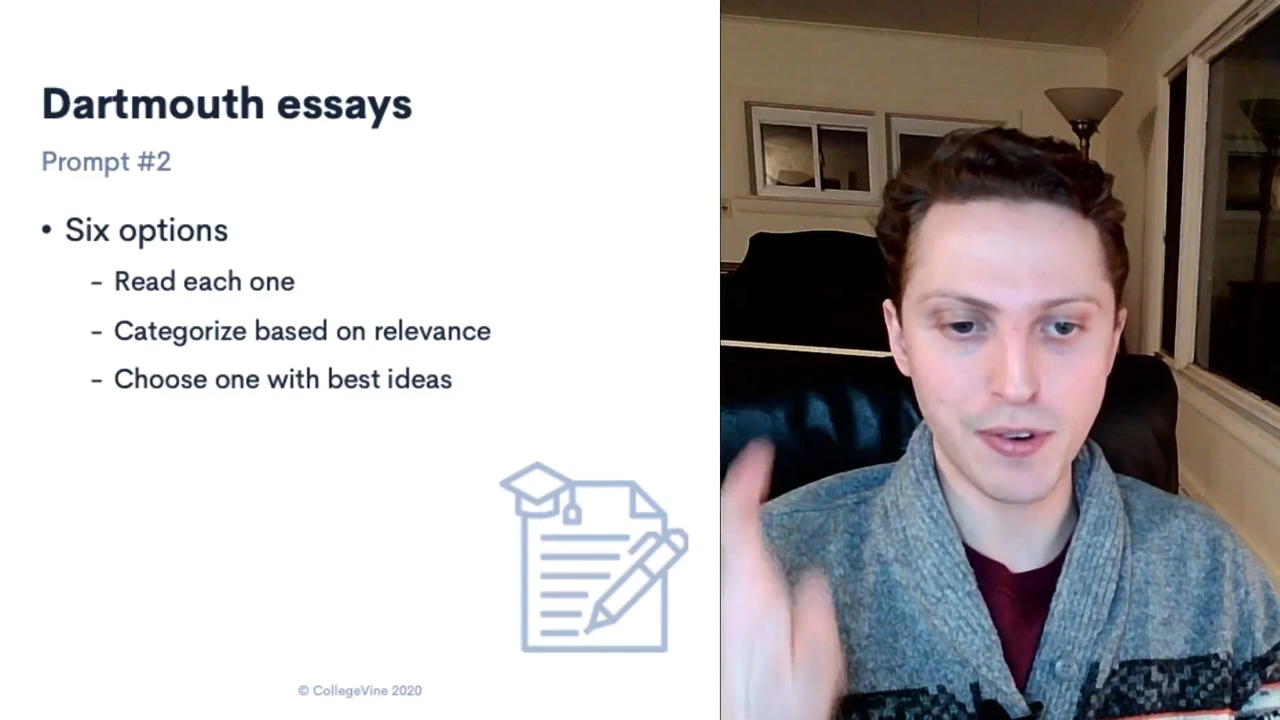 Dartmouth essays
Prompt #2
• Six options
- Read each one
- Categorize based on relevance
- Choose one with best ideas
© CollegeVine 2020